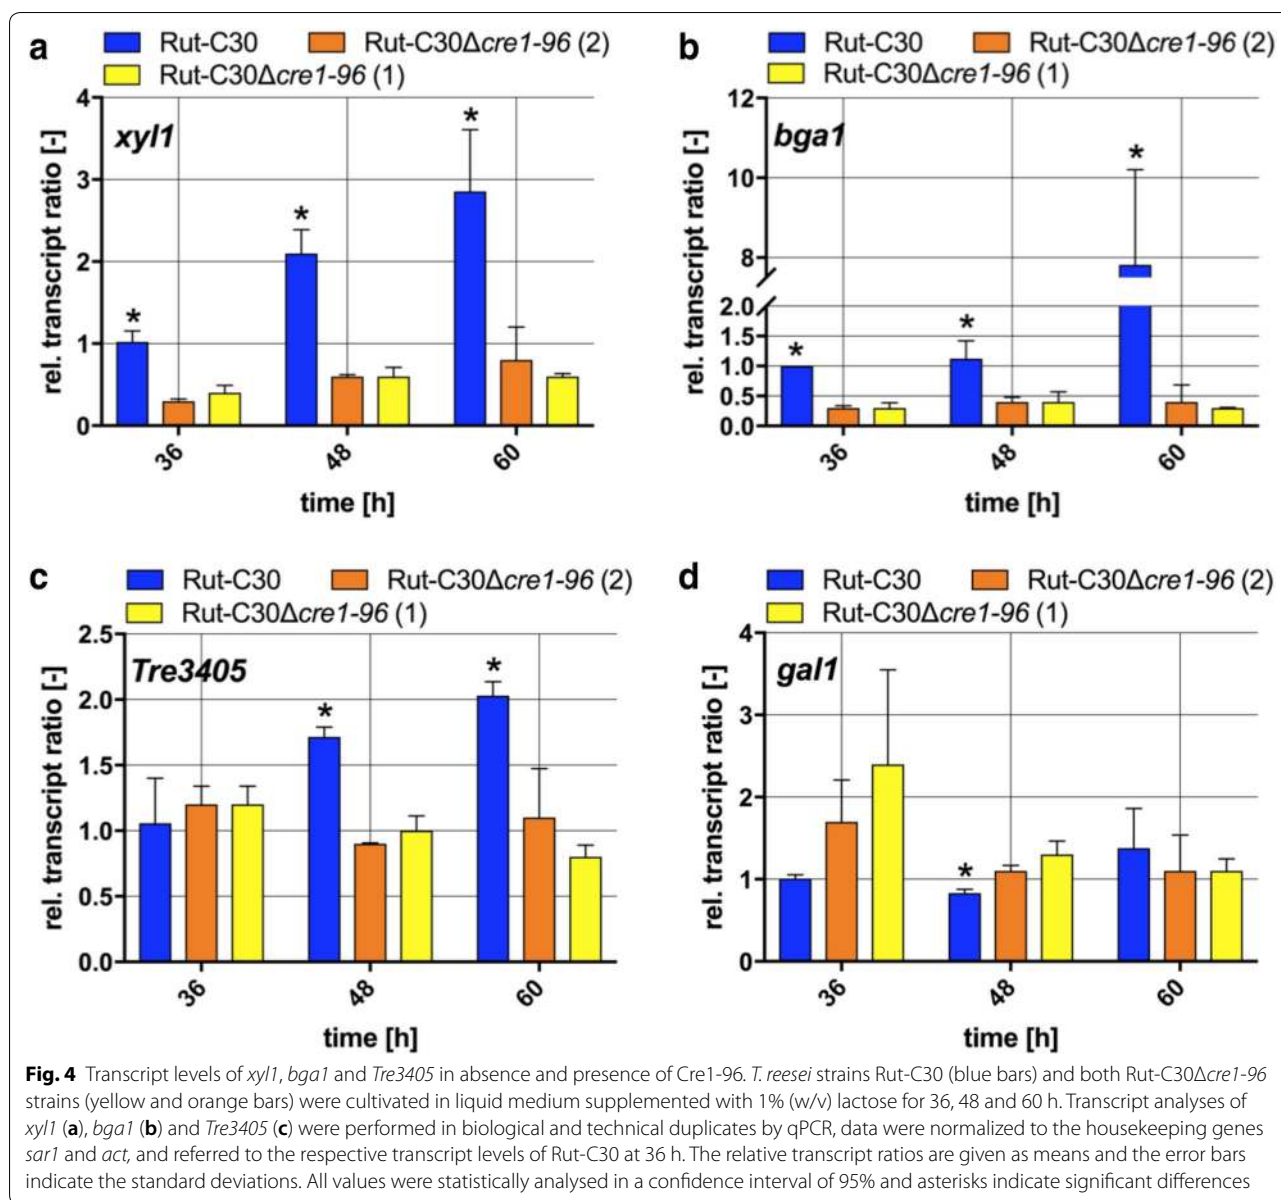 a
Rut-C30 Rut-C30Δcre1-96 (2)
Rut-C30Δcre1-96 (1)
xyl1
rel. transcript ratio [-]
4
3
2
1
0
*
*
*
36 48 60
time [h]
b
Rut-C30 Rut-C30Δcre1-96 (2)
Rut-C30Δcre1-96 (1)
bga1
rel. transcript ratio [-]
12
10
8
2.0
1.5
1.0
0.5
0.0
*
*
*
36 48 60
time [h]
c
Rut-C30 Rut-C30Δcre1-96 (2)
Rut-C30Δcre1-96 (1)
Tre3405
rel. transcript ratio [-]
2.5
2.0
1.5
1.0
0.5
0.0
*
*
36 48 60
time [h]
d
Rut-C30 Rut-C30Δcre1-96 (2)
Rut-C30Δcre1-96 (1)
gal1
rel. transcript ratio [-]
4
3
2
1
0
*
36 48 60
time [h]
Fig. 4 Transcript levels of xyl1, bga1 and Tre3405 in absence and presence of Cre1-96. T. reesei strains Rut-C30 (blue bars) and both Rut-C30Δcre1-96
strains (yellow and orange bars) were cultivated in liquid medium supplemented with 1% (w/v) lactose for 36, 48 and 60 h. Transcript analyses of
xyl1 (a), bga1 (b) and Tre3405 (c) were performed in biological and technical duplicates by qPCR, data were normalized to the housekeeping genes
sar1 and act, and referred to the respective transcript levels of Rut-C30 at 36 h. The relative transcript ratios are given as means and the error bars
indicate the standard deviations. All values were statistically analysed in a confidence interval of 95% and asterisks indicate significant differences